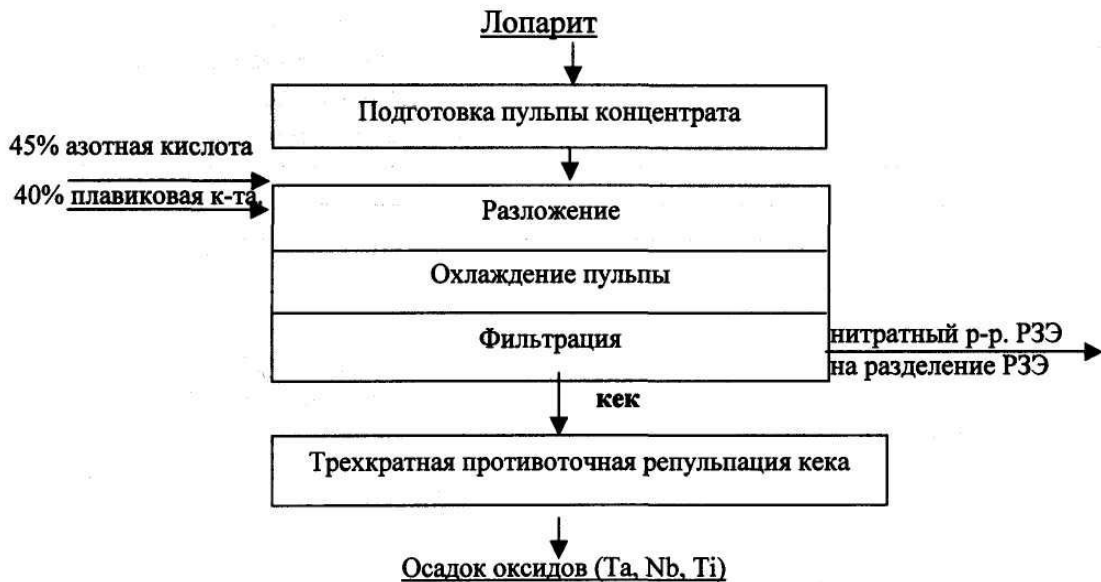 Лопарит
Подготовка пульпы концентрата
45% азотная кислота
40% плавиковая к-та,
Разложение
Охлаждение пульпы
Фильтрация
нитратный р-р. РЗЭ
на разделение РЗЭ
кек
Трехкратная противоточная репульпация кека
Осадок оксидов (Ta, Nb, Ti)